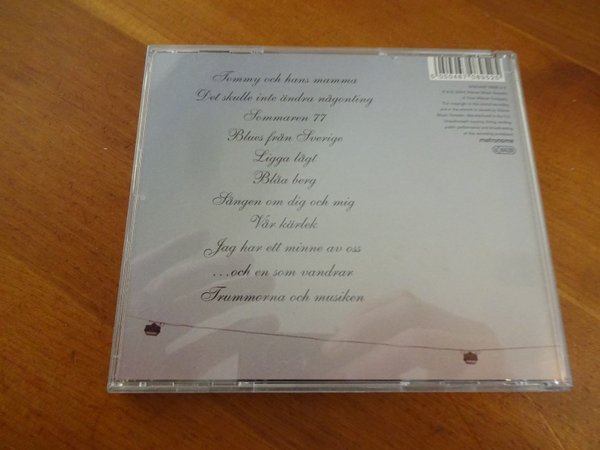 Tommy och hans mamma
Det skulle inte ändra någonting
Sommaren 77
Blues från Sverige
Ligga lågt
Blåa berg
Sången om dig och mig
Vår kärlek
Jag har ett minne av oss
...och en som vandrar
Trummorna och musiken
metronome